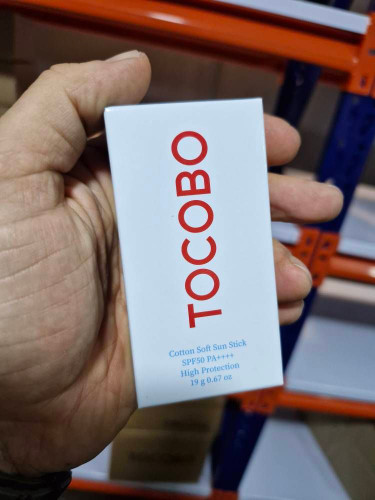 TOCOBO
Cotton Soft Sun Stick
SPF50 PA++++
High Protection
19 g 0.67 oz